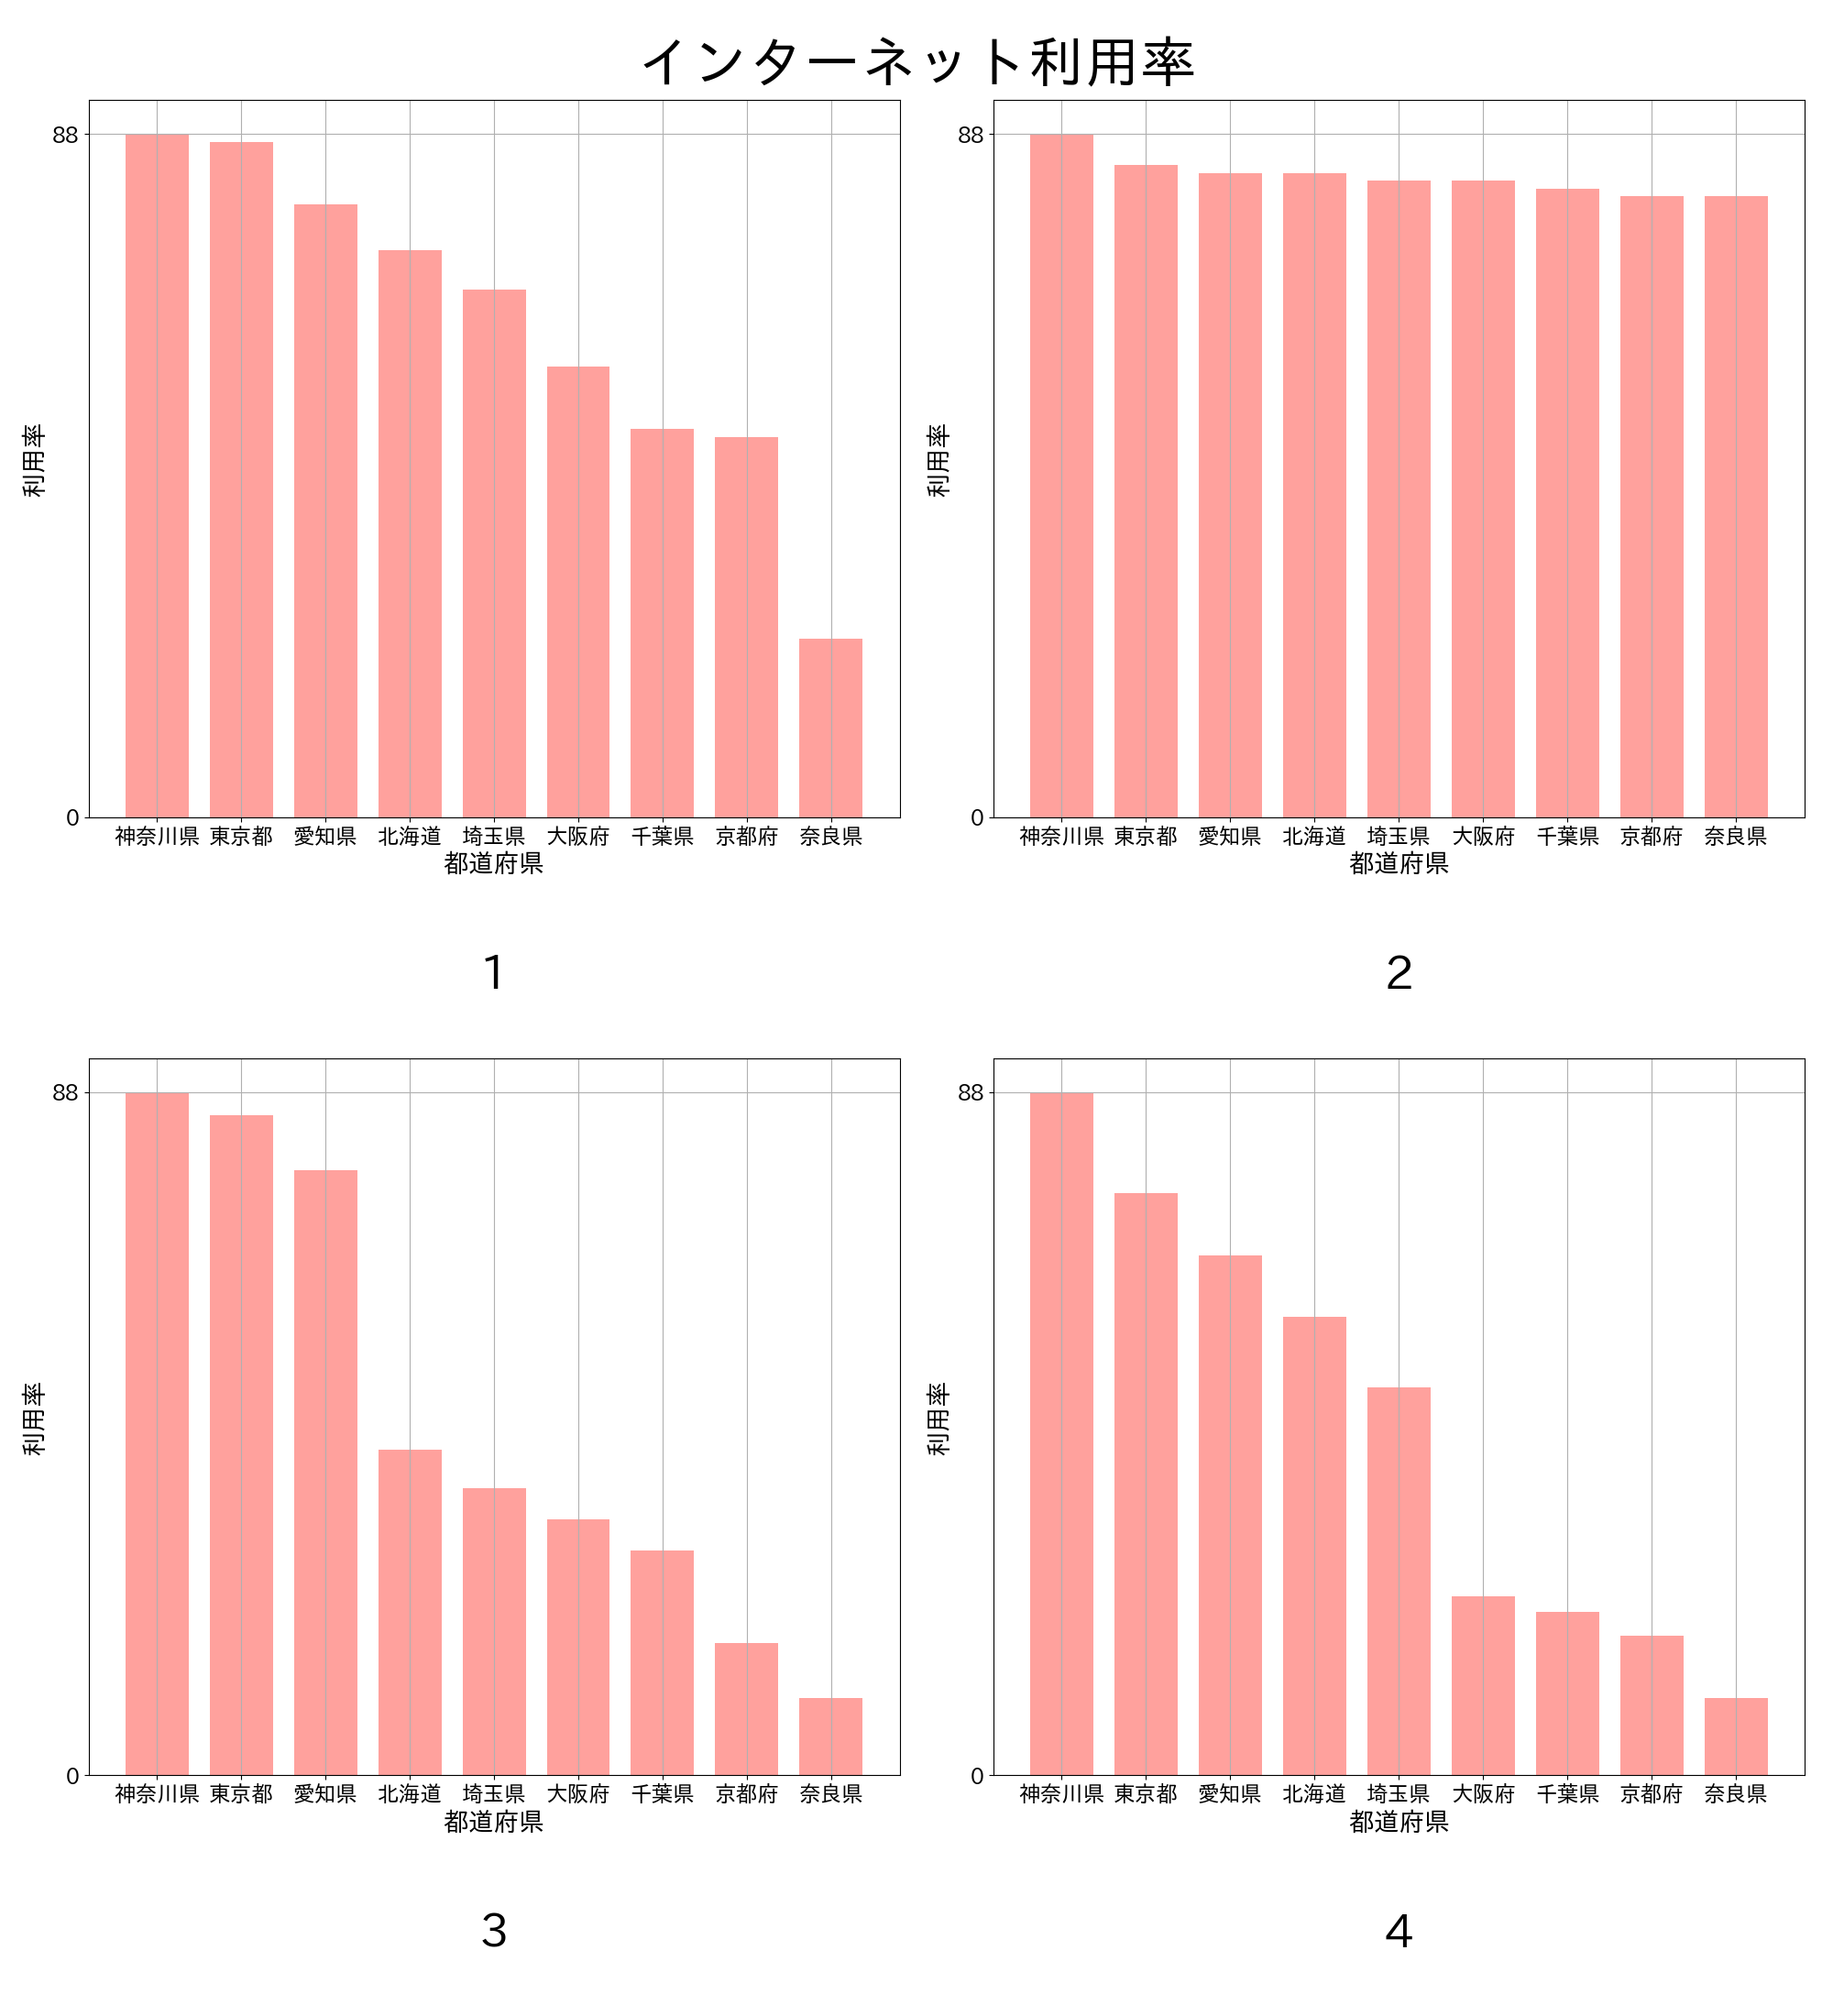 インターネット利用率
88
0
利用率
神奈川県 東京都 愛知県 北海道 埼玉県 大阪府 千葉県 京都府 奈良県
都道府県
1
88
0
利用率
神奈川県 東京都 愛知県 北海道 埼玉県 大阪府 千葉県 京都府 奈良県
都道府県
2
88
0
利用率
神奈川県 東京都 愛知県 北海道 埼玉県 大阪府 千葉県 京都府 奈良県
都道府県
3
88
0
利用率
神奈川県 東京都 愛知県 北海道 埼玉県 大阪府 千葉県 京都府 奈良県
都道府県
4